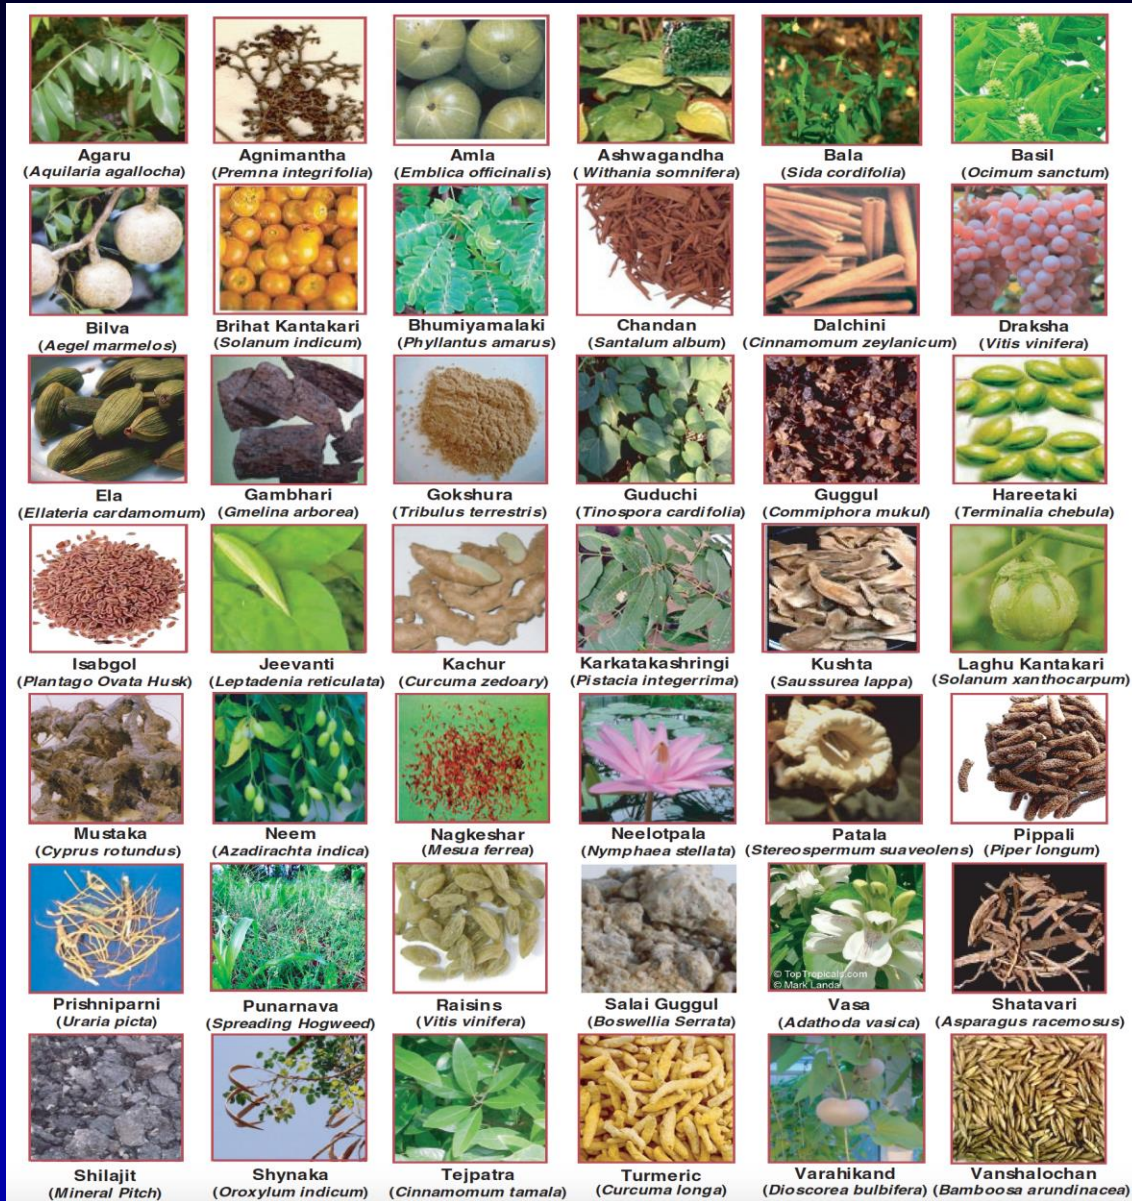 Agaru
(Aquilaria agallocha)
Agnimantha
(Premna integrifolia)
Amla
(Emblica officinalis)
Ashwagandha
( Withania somnifera)
Bala
(Sida cordifolia)
Basil
(Ocimum sanctum)
Bilva
(Aegel marmelos)
Brihat Kantakari
(Solanum indicum)
Bhumiyamalaki
(Phyllantus amarus)
Chandan
(Santalum album)
Dalchini
(Cinnamomum zeylanicum)
Draksha
(Vitis vinifera)
Ela
(Ellateria cardamomum)
Gambhari
(Gmelina arborea)
Gokshura
(Tribulus terrestris)
Guduchi
(Tinospora cardifolia)
Guggul
(Commiphora mukul)
Hareetaki
(Terminalia chebula)
Isabgol
(Plantago Ovata Husk)
Jeevanti
(Leptadenia reticulata)
Kachur
(Curcuma zedoary)
Karkatakashringi
(Pistacia integerrima)
Kushta
(Saussurea lappa)
Laghu Kantakari
(Solanum xanthocarpum)
Mustaka
(Cyprus rotundus)
Neem
(Azadirachta indica)
Nagkeshar
(Mesua ferrea)
Neelotpala
(Nymphaea stellata)
Patala
(Stereospermum suaveolens)
Pippali
(Piper longum)
Prishniparni
(Uraria picta)
Punarnava
(Spreading Hogweed)
Raisins
(Vitis vinifera)
Salai Guggul
(Boswellia Serrata)
© TopTropicals.com
© Mark Landa
Vasa
(Adathoda vasica)
Shatavari
(Asparagus racemosus)
Shilajit
(Mineral Pitch)
Shynaka
(Oroxylum indicum)
Tejpatra
(Cinnamomum tamala)
Turmeric
(Curcuma longa)
Varahikand
(Dioscorea bulbifera)
Vanshalochan
(Bamboosa arundinacea)